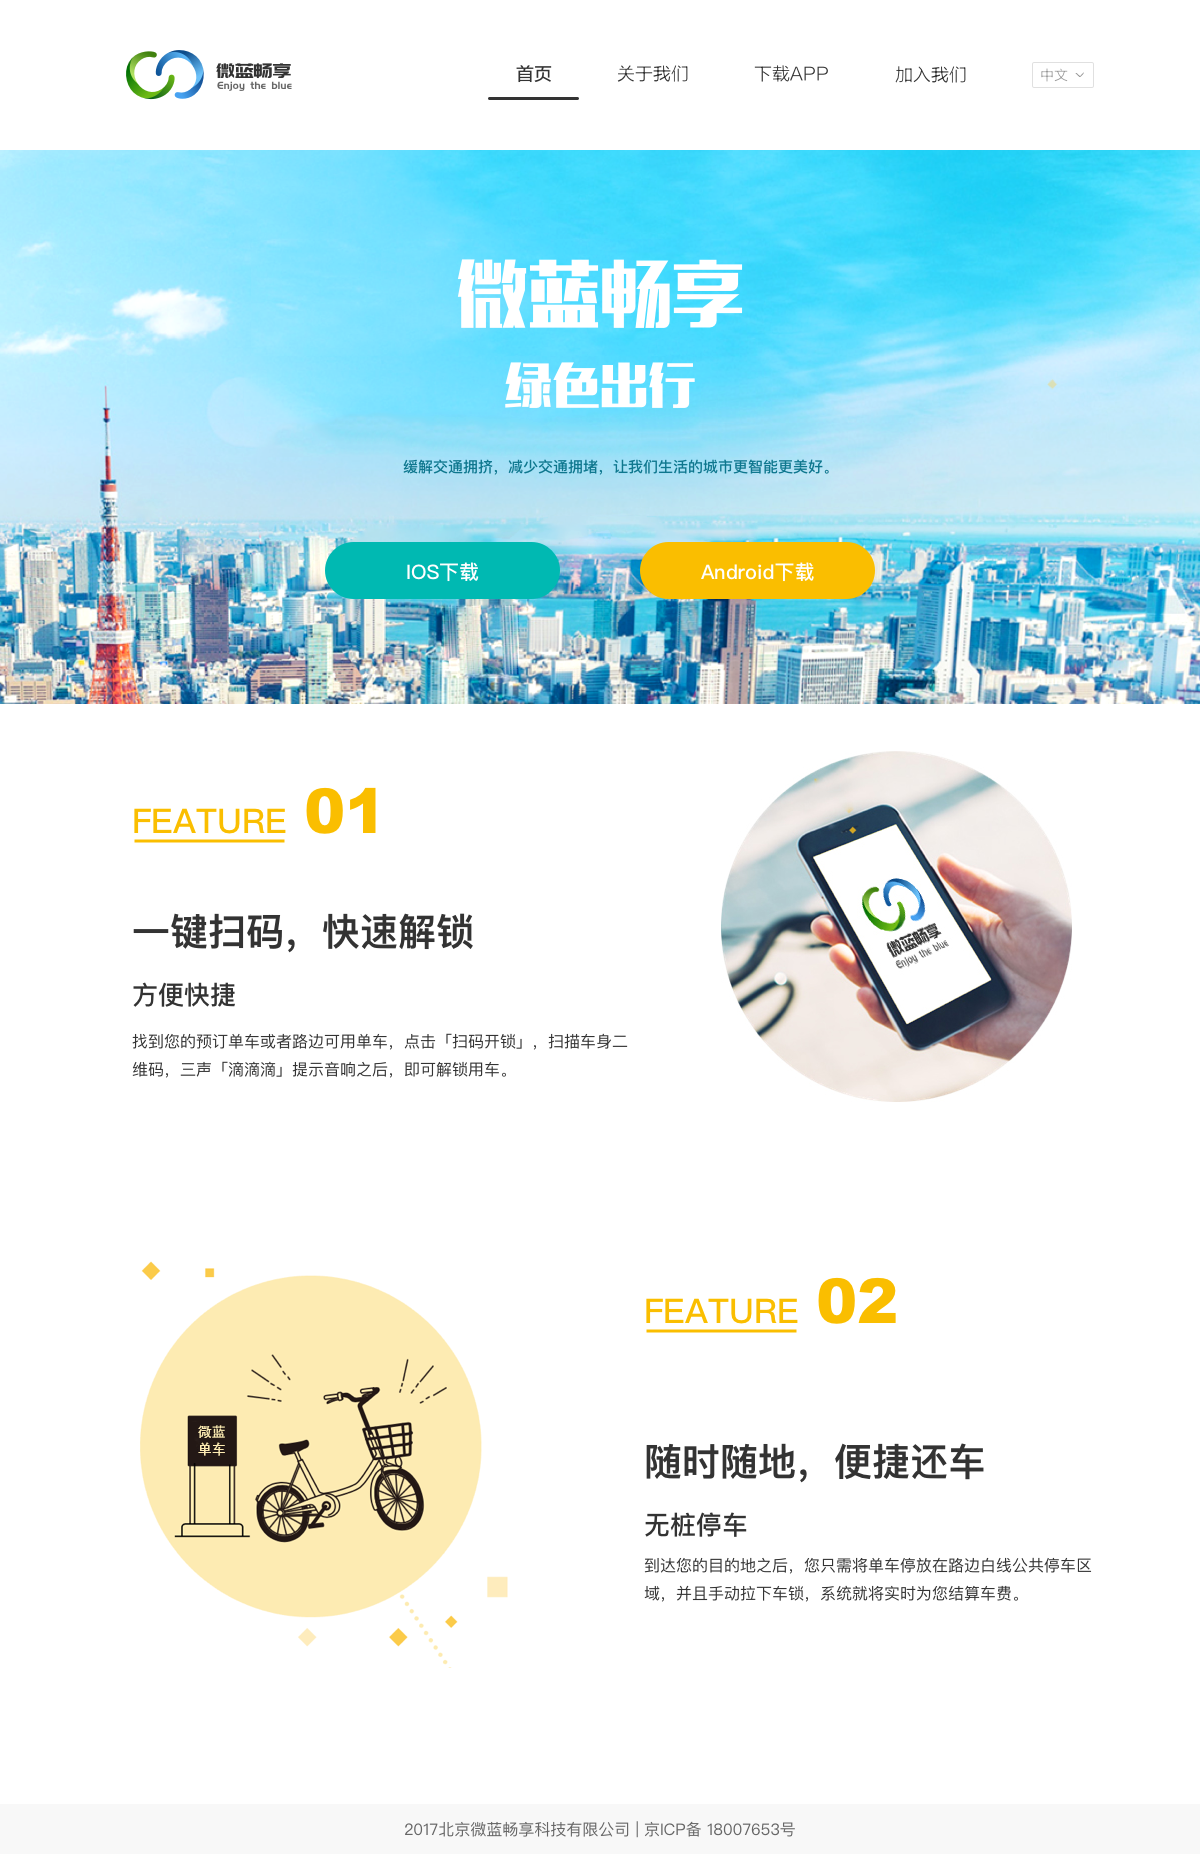 微蓝畅享
Enjoy the blue
首页
关于我们
下载APP
加入我们
中文
微蓝畅享
绿色出行
缓解交通拥挤，减少交通拥堵，让我们生活的城市更智能更美好。
IOS下载
Android下载
FEATURE 01
一键扫码，快速解锁
方便快捷
找到您的预订单车或者路边可用单车，点击「扫码开锁」，扫描车身二
维码，三声「滴滴滴」提示音响之后，即可解锁用车。
微蓝畅享
Enjoy the blue
FEATURE 02
微蓝
单车
随时随地，便捷还车
无桩停车
到达您的目的地之后，您只需将单车停放在路边白线公共停车区
域，并且手动拉下车锁，系统就将实时为您结算车费。
2017北京微蓝畅享科技有限公司 | 京ICP备 18007653号